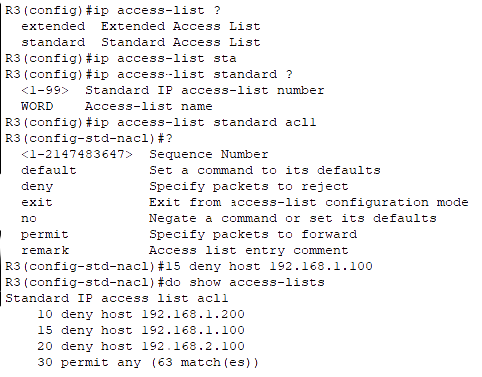 R3(config)#ip access-list ?
extended Extended Access List
standard Standard Access List
R3(config)#ip access-list sta
R3(config)#ip access-list standard ?
<1-99> Standard IP access-list number
WORD Access-list name
R3(config)#ip access-list standard acl1
R3(config-std-nacl)#?
<1-2147483647> Sequence Number
default Set a command to its defaults
deny Specify packets to reject
exit Exit from access-list configuration mode
no Negate a command or set its defaults
permit Specify packets to forward
remark Access list entry comment
R3(config-std-nacl)#15 deny host 192.168.1.100
R3(config-std-nacl)#do show access-lists
Standard IP access list acl1
10 deny host 192.168.1.200
15 deny host 192.168.1.100
20 deny host 192.168.2.100
30 permit any (63 match(es))